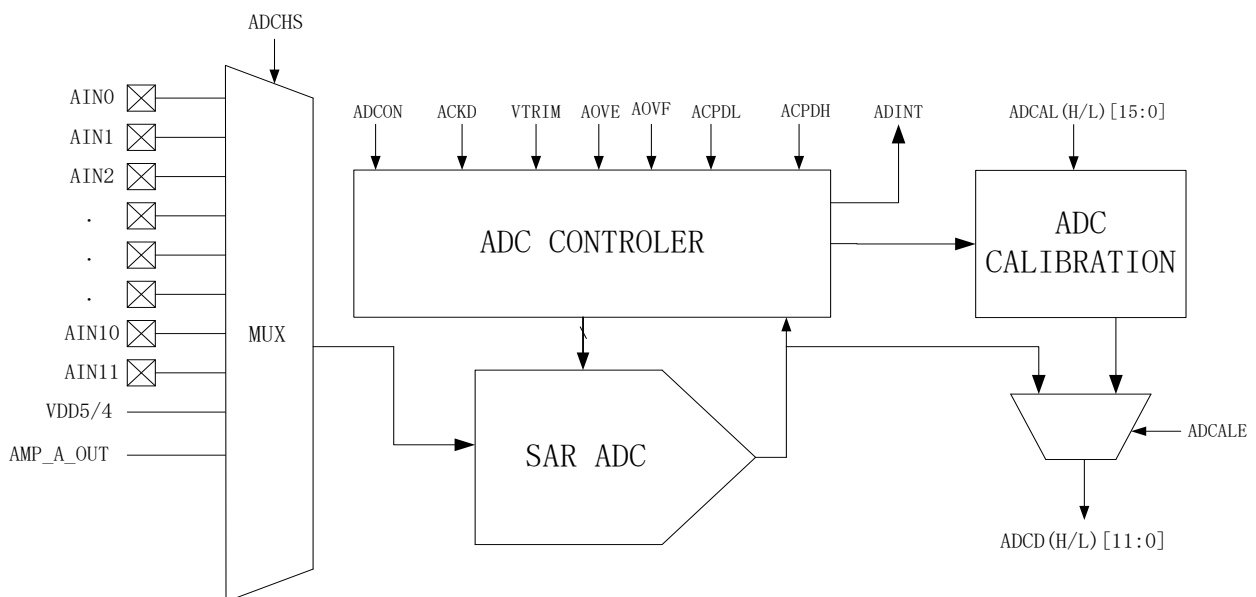 ADCHS
AIN0
AIN1
AIN2
.
.
.
AIN10
AIN11
VDD5/4
AMP_A_OUT
MUX
ADCON
ACKD
VTRIM
AOVE
AOVF
ACPDL
ACPDH
ADINT
ADCAL(H/L)[15:0]
ADC CONTROLER
ADC
CALIBRATION
SAR ADC
ADCALE
ADCD(H/L)[11:0]